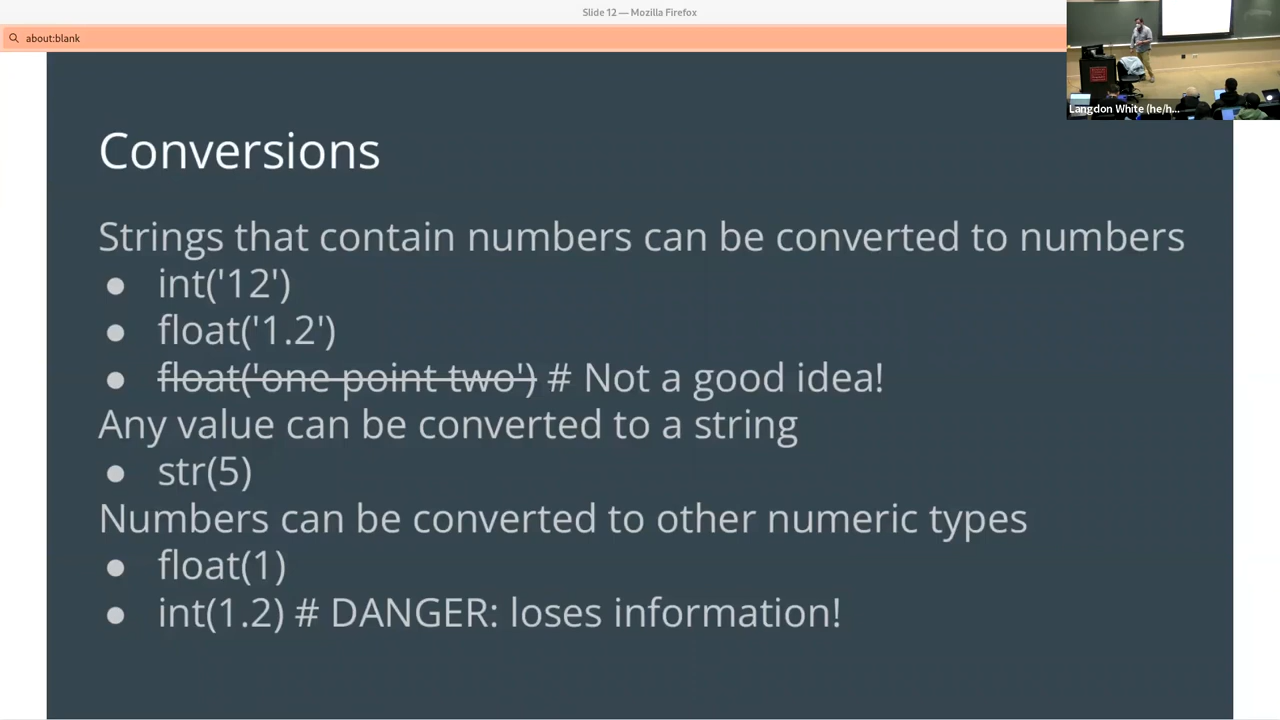 Slide 12 — Mozilla Firefox
about:blank
Langdon White (he/h...
Conversions
Strings that contain numbers can be converted to numbers
● int('12')
● float('1.2')
● float('one point two') # Not a good idea!
Any value can be converted to a string
● str(5)
Numbers can be converted to other numeric types
● float(1)
● int(1.2) # DANGER: loses information!